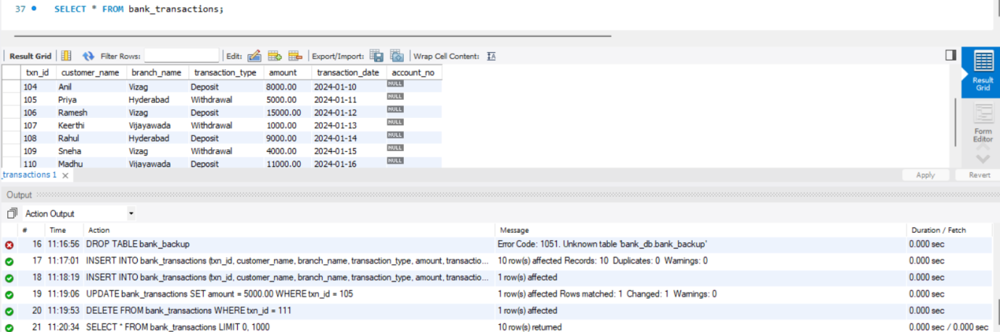 37 SELECT * FROM bank_transactions;
Result Grid Filter Rows: Edit: Export/Import: Wrap Cell Content:
txn_id customer_name branch_name transaction_type amount transaction_date account_no
104 Anil Vizag Deposit 8000.00 2024-01-10 NULL
105 Priya Hyderabad Withdrawal 5000.00 2024-01-11 NULL
106 Ramesh Vizag Deposit 15000.00 2024-01-12 NULL
107 Keerthi Vijayawada Withdrawal 1000.00 2024-01-13 NULL
108 Rahul Hyderabad Deposit 9000.00 2024-01-14 NULL
109 Sneha Vizag Withdrawal 4000.00 2024-01-15 NULL
110 Madhu Vijayawada Deposit 11000.00 2024-01-16 NULL
Result
Grid
Form
Editor
_transactions 1 Apply Revert
Output
Action Output
# Time Action Message Duration / Fetch
16 11:16:56 DROP TABLE bank_backup Error Code: 1051. Unknown table 'bank_db.bank_backup' 0.000 sec
17 11:17:01 INSERT INTO bank_transactions (txn_id, customer_name, branch_name, transaction_type, amount, transactio... 10 row(s) affected Records: 10 Duplicates: 0 Warnings: 0 0.000 sec
18 11:18:19 INSERT INTO bank_transactions (txn_id, customer_name, branch_name, transaction_type, amount, transactio... 1 row(s) affected 0.000 sec
19 11:19:06 UPDATE bank_transactions SET amount = 5000.00 WHERE txn_id = 105 1 row(s) affected Rows matched: 1 Changed: 1 Warnings: 0 0.000 sec
20 11:19:53 DELETE FROM bank_transactions WHERE txn_id = 111 1 row(s) affected 0.000 sec
21 11:20:34 SELECT * FROM bank_transactions LIMIT 0, 1000 10 row(s) returned 0.000 sec / 0.000 sec